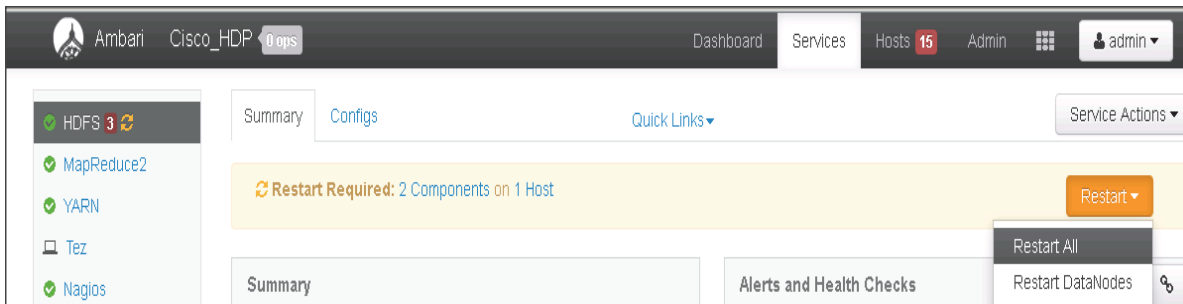 Ambari Cisco_HDP 0 ops Dashboard Services Hosts 15 Admin admin
HDFS 3 Summary Configs Quick Links Service Actions
MapReduce2
Restart Required: 2 Components on 1 Host Restart
YARN
Tez Restart All
Nagios Summary Alerts and Health Checks Restart DataNodes